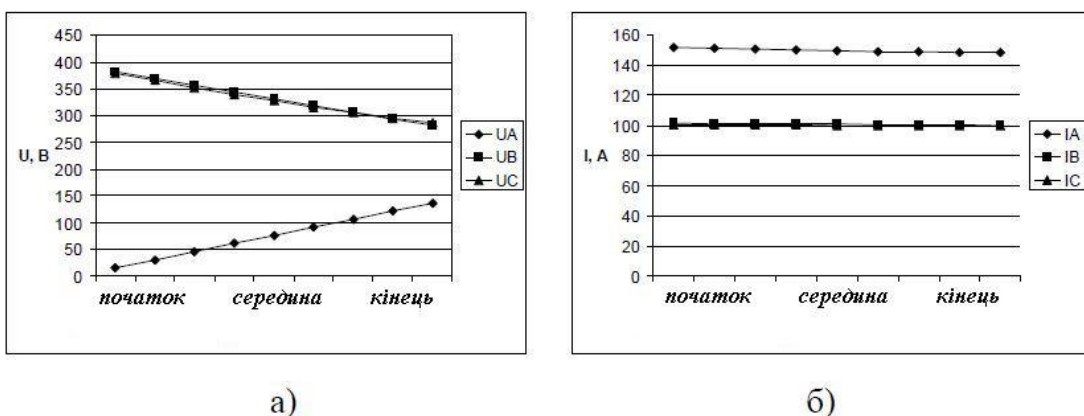 450
400
350
300
250
200
150
100
50
0
U, B
початок середина кінець
UA
UB
UC
а)
160
140
120
100
80
60
40
20
0
I, A
початок середина кінець
IA
IB
IC
б)